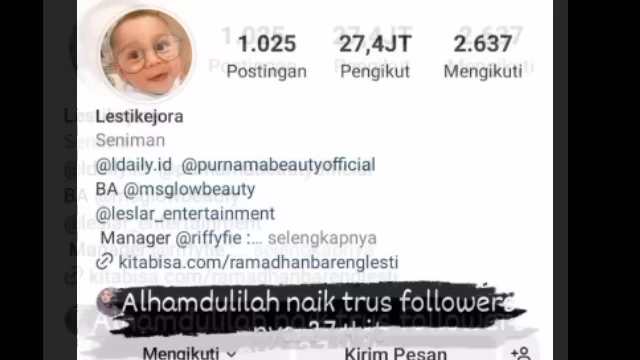 1.025 27,4JT 2.637
Postingan Pengikut Mengikuti
Lestikejora
Seniman
@ldaily.id @purnamabeautyofficial
BA @msglowbeauty
@leslar_entertainment
Manager @riffyfie :... selengkapnya
kitabisa.com/ramadhanbarenglesti
Alhamdulilah naik trus followers
Mengikuti Kirim Pesan